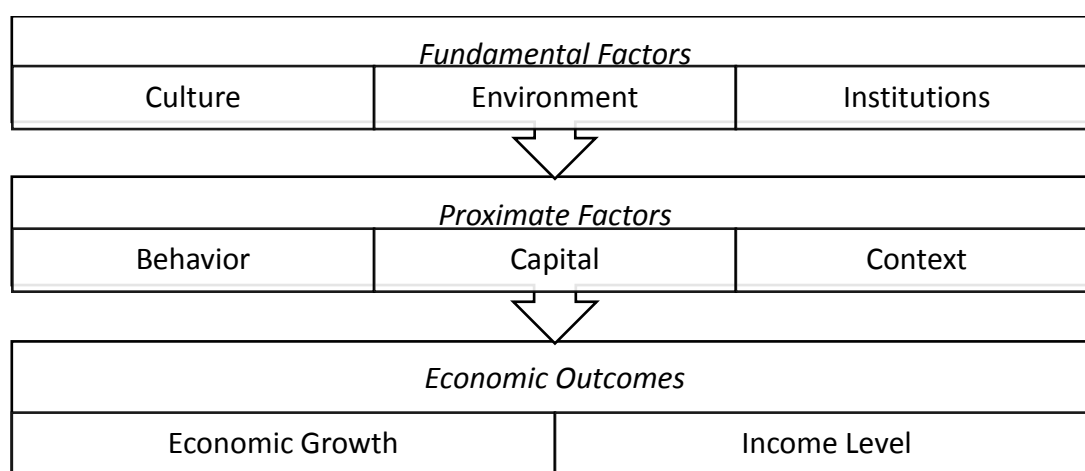 Fundamental Factors
Culture Environment Institutions
Proximate Factors
Behavior Capital Context
Economic Outcomes
Economic Growth Income Level